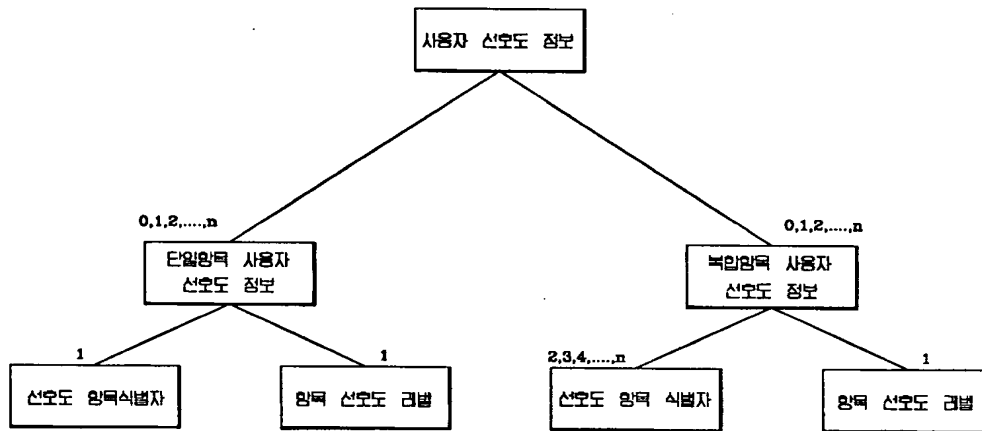 사용자 선호도 정보
0,1,2,....,n
0,1,2,....,n
단일항목 사용자
선호도 정보
복합항목 사용자
선호도 정보
1
1
2,3,4,....,n
1
선호도 항목식별자
항목 선호도 레벨
선호도 항목 식별자
항목 선호도 레벨